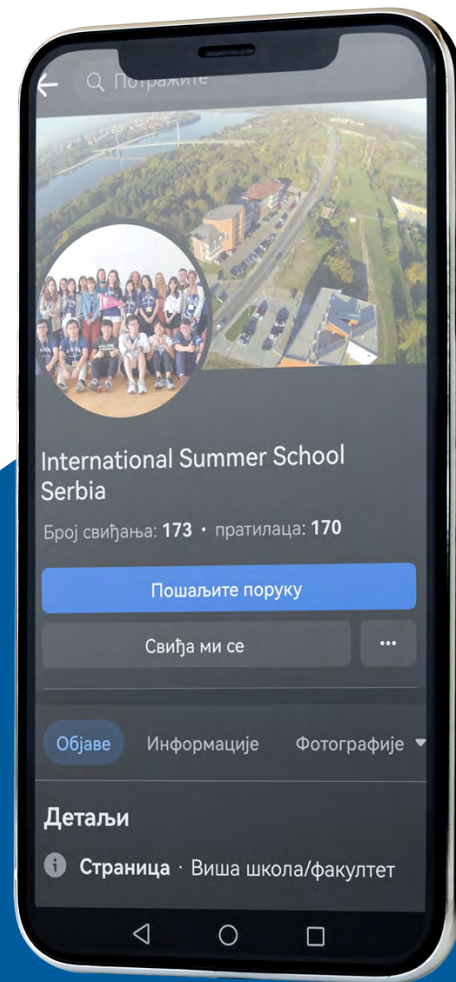 Потражите
International Summer School
Serbia
Број свиђања: 173 • пратилаца: 170
Пошаљите поруку
Свиђа ми се
Објаве Информације Фотографије
Детаљи
Страница · Виша школа/факултет